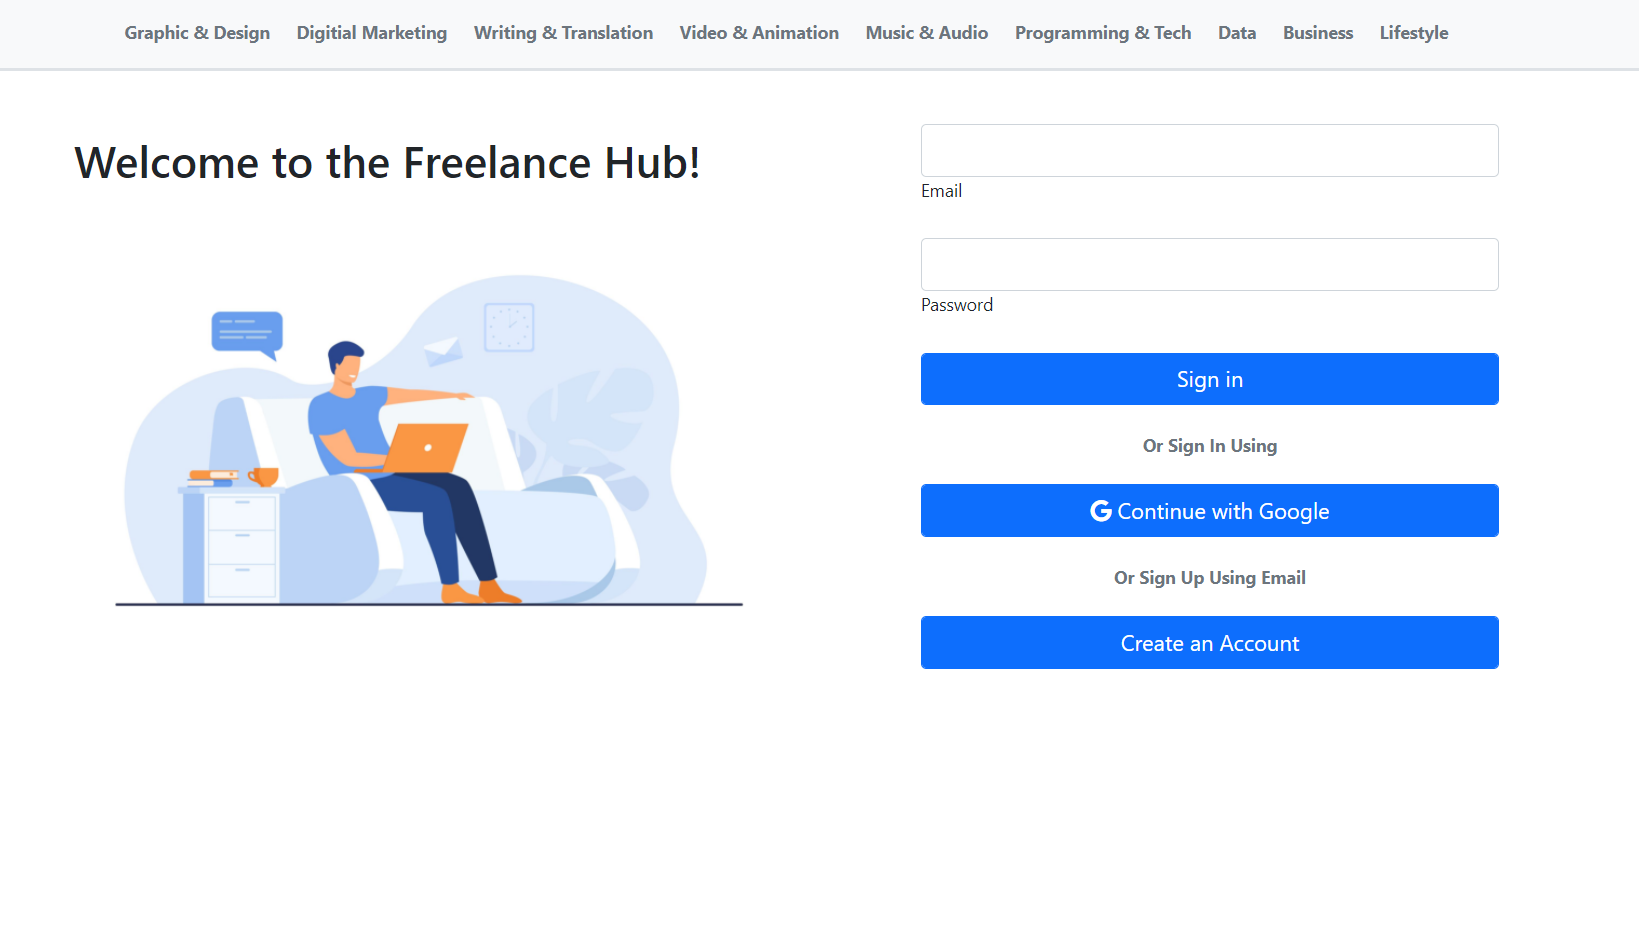 Graphic & Design Digitial Marketing Writing & Translation Video & Animation Music & Audio Programming & Tech Data Business Lifestyle
Welcome to the Freelance Hub!
Email
Password
Sign in
Or Sign In Using
Continue with Google
Or Sign Up Using Email
Create an Account